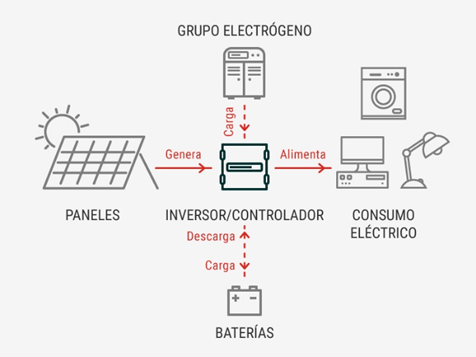 GRUPO ELECTRÓGENO
Carga
Genera
Alimenta
PANELES
INVERSOR/CONTROLADOR
CONSUMO
ELÉCTRICO
Descarga
Carga
BATERÍAS